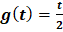 g(t) = t/2